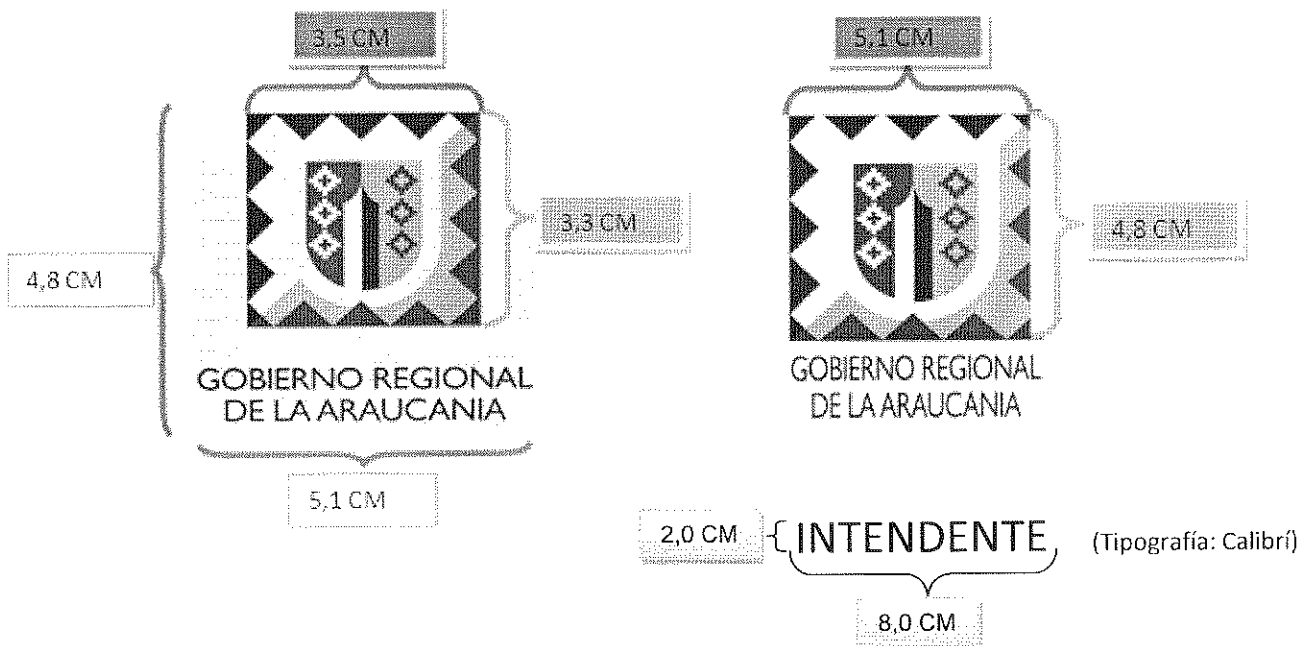 3,5 CM
4,8 CM
3,3 CM
GOBIERNO REGIONAL
DE LA ARAUCANIA
5,1 CM
5,1 CM
4,8 CM
GOBIERNO REGIONAL
DE LA ARAUCANIA
2,0 CM
INTENDENTE
(Tipografía: Calibrí)
8,0 CM